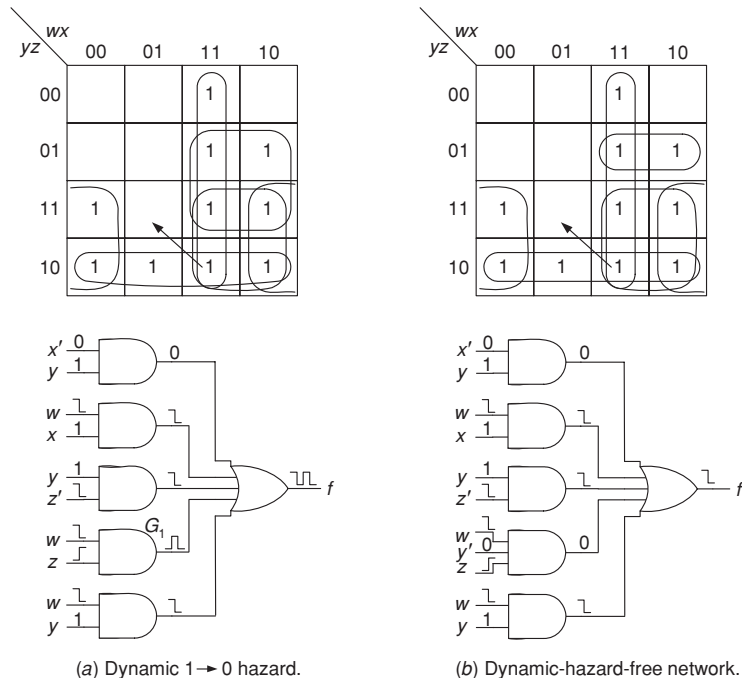 wx wx
yz 00 01 11 10 yz 00 01 11 10
00 1 00 1
01 1 1 01 1 1
11 1 1 1 11 1 1 1
10 1 1 1 1 10 1 1 1 1
x′ 0 0 x′ 0 0
y 1 y 1
w w
x 1 x 1
y 1 y 1
z′ f z′ f
w G1 w
y′ 0 0
z z
w w
y 1 y 1
(a) Dynamic 1→0 hazard. (b) Dynamic-hazard-free network.